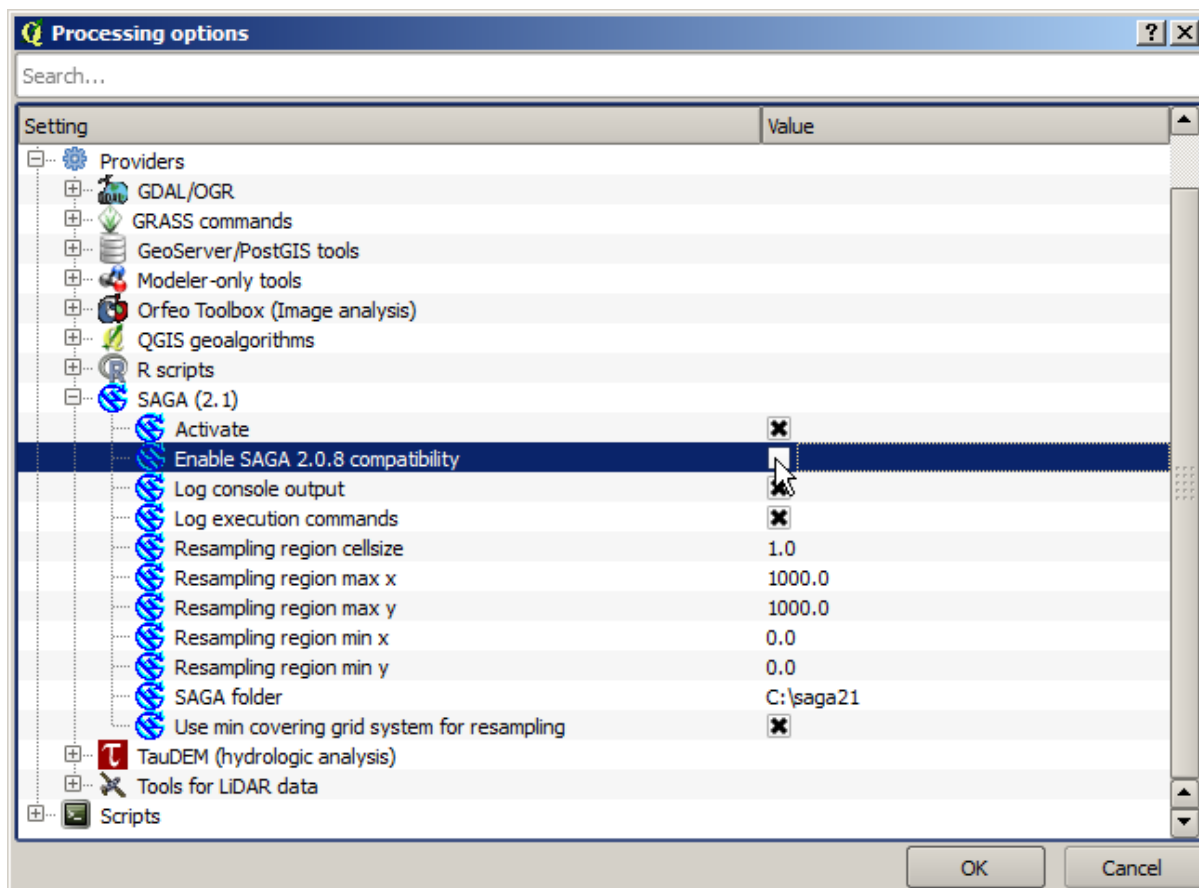 Processing options
Search...
Setting Value
Providers
GDAL/OGR
GRASS commands
GeoServer/PostGIS tools
Modeler-only tools
Orfeo Toolbox (Image analysis)
QGIS geoalgorithms
R scripts
SAGA (2.1)
Activate
Enable SAGA 2.0.8 compatibility
Log console output
Log execution commands
Resampling region cellsize 1.0
Resampling region max x 1000.0
Resampling region max y 1000.0
Resampling region min x 0.0
Resampling region min y 0.0
SAGA folder C:\saga21
Use min covering grid system for resampling
TauDEM (hydrologic analysis)
Tools for LiDAR data
Scripts
OK Cancel